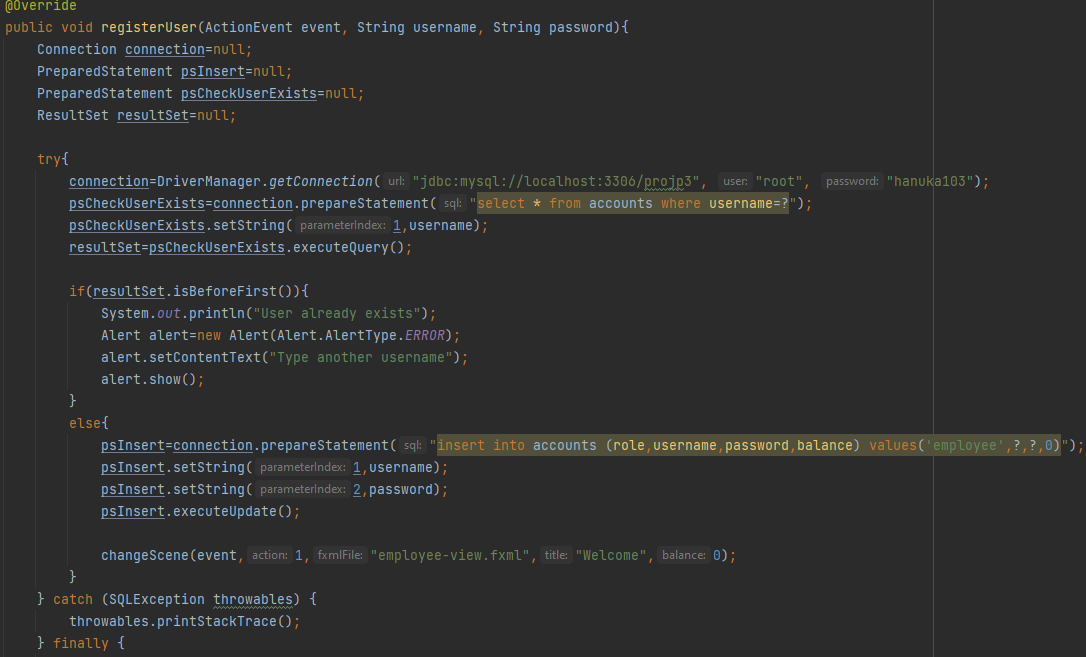 @Override
public void registerUser(ActionEvent event, String username, String password){
Connection connection=null;
PreparedStatement psInsert=null;
PreparedStatement psCheckUserExists=null;
ResultSet resultSet=null;
try{
connection=DriverManager.getConnection( url: "jdbc:mysql://localhost:3306/projp3", user: "root", password: "hanuka103");
psCheckUserExists=connection.prepareStatement( sql: "select * from accounts where username=?");
psCheckUserExists.setString( parameterIndex: 1,username);
resultSet=psCheckUserExists.executeQuery();
if(resultSet.isBeforeFirst()){
System.out.println("User already exists");
Alert alert=new Alert(Alert.AlertType.ERROR);
alert.setContentText("Type another username");
alert.show();
}
else{
psInsert=connection.prepareStatement( sql: "insert into accounts (role,username,password,balance) values('employee',?,?,0)");
psInsert.setString( parameterIndex: 1,username);
psInsert.setString( parameterIndex: 2,password);
psInsert.executeUpdate();
changeScene(event, action: 1, fxmlFile: "employee-view.fxml", title: "Welcome", balance: 0);
}
} catch (SQLException throwables) {
throwables.printStackTrace();
} finally {